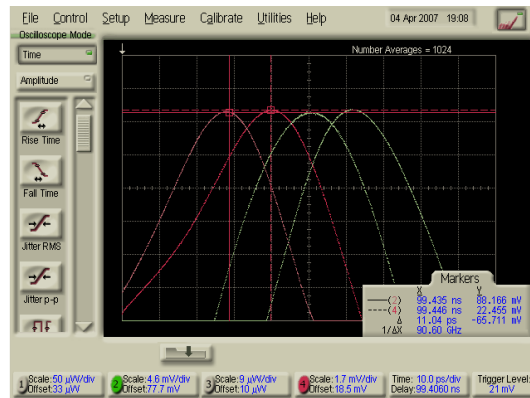 File Control Setup Measure Calibrate Utilities Help 04 Apr 2007 19:08
Oscilloscope Mode
Time
Number Averages = 1024
Amplitude
Rise Time
Fall Time
Jitter RMS
Jitter p-p
Markers
X Y
——(2) 99.435 ns 88.166 mV
----(4) 99.446 ns 22.455 mV
Δ 11.04 ps -65.711 mV
1/ΔX 90.60 GHz
1 Scale:50 µW/div Offset:33 µW
2 Scale:4.6 mV/div Offset:77.7 mV
3 Scale:9 µW/div Offset:10 µW
4 Scale:1.7 mV/div Offset:18.5 mV
Time: 10.0 ps/div Delay:99.4060 ns
Trigger Level: 21 mV